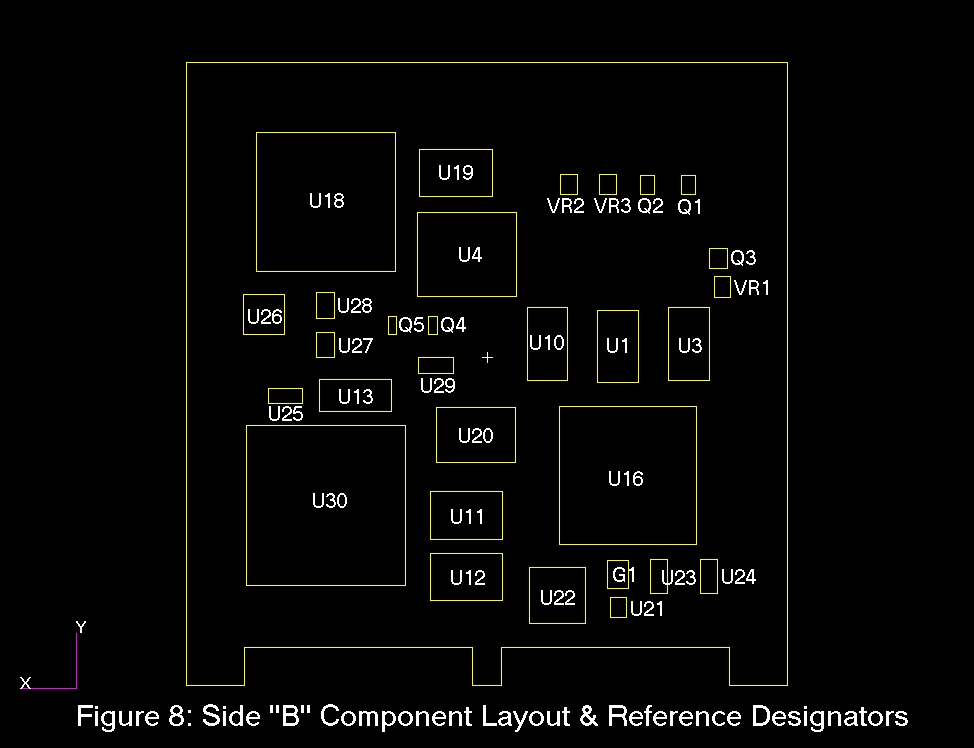 U19
U18
VR2 VR3 Q2 Q1
U4
Q3
VR1
U28
U26
Q5 Q4
U27
U10 U1 U3
U29
U13
U25
U20
U16
U30
U11
U12
G1 U23 U24
U22
U21
Y
X
Figure 8: Side "B" Component Layout & Reference Designators